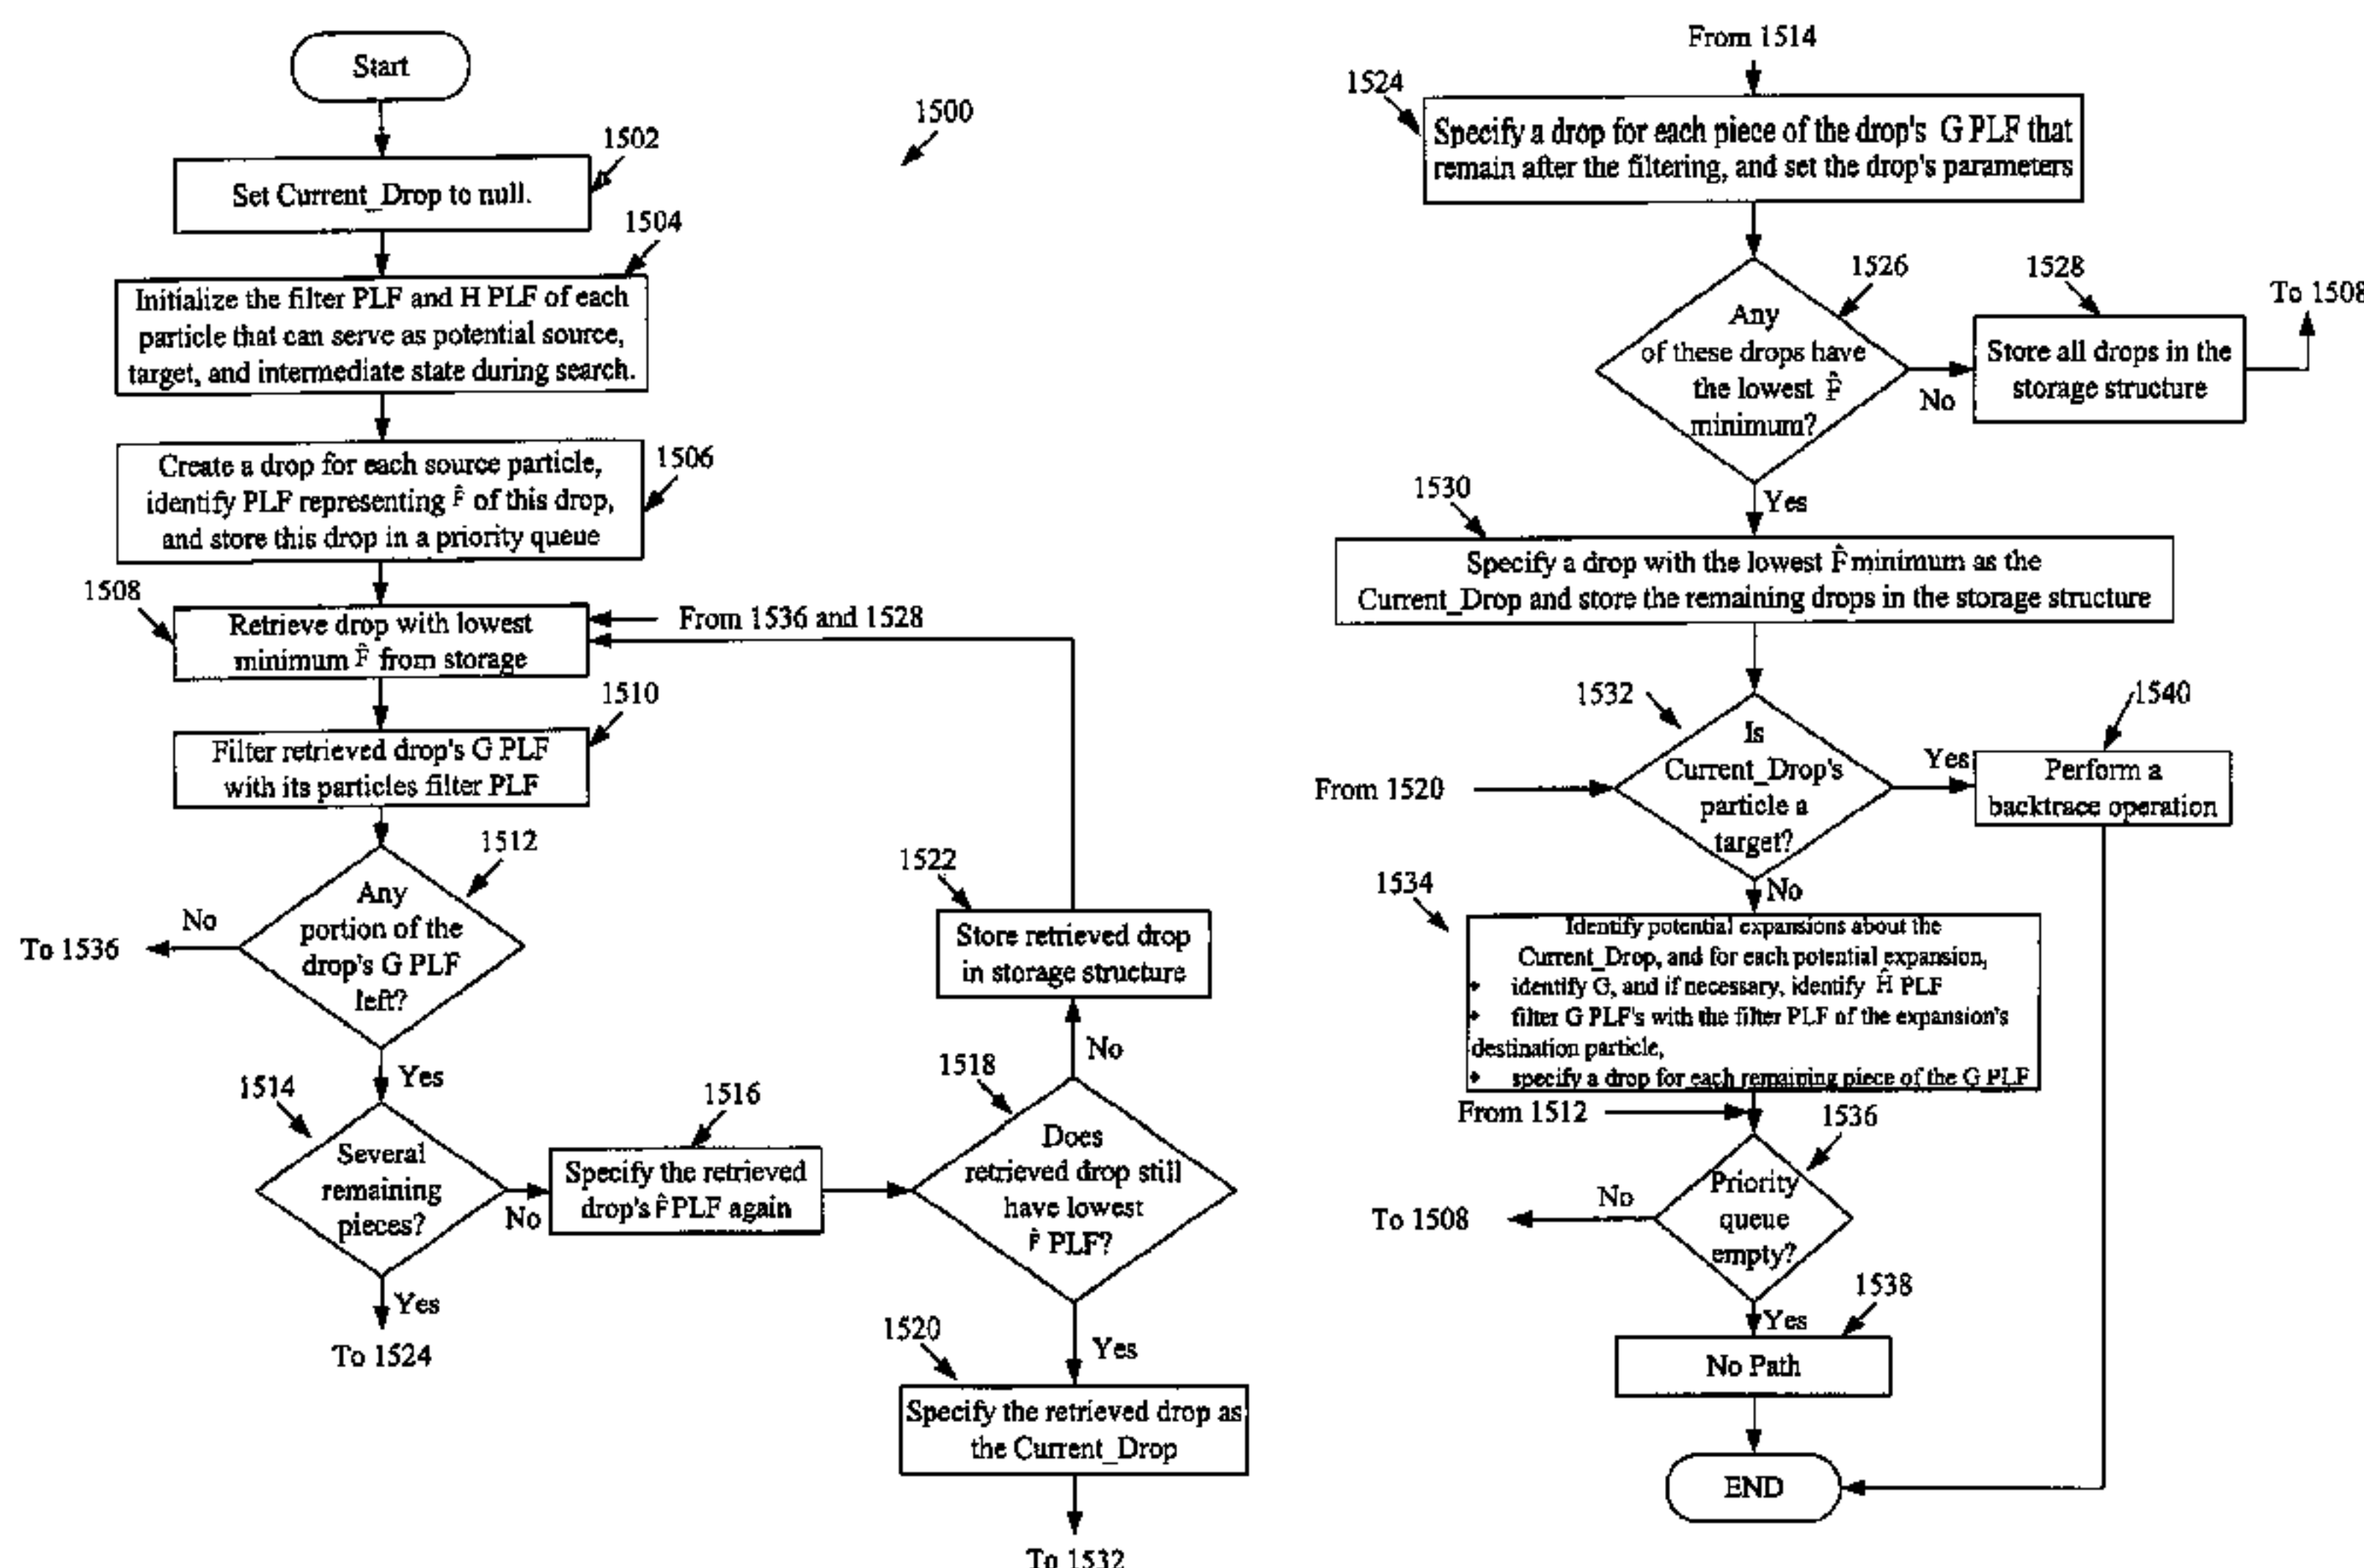 Start
1500
1502
Set Current_Drop to null.
1504
Initialize the filter PLF and H PLF of each
particle that can serve as potential source,
target, and intermediate state during search.
1506
Create a drop for each source particle,
identify PLF representing F̂ of this drop,
and store this drop in a priority queue
1508
Retrieve drop with lowest
minimum F̂ from storage
From 1536 and 1528
1510
Filter retrieved drop's G PLF
with its particles filter PLF
1512
Any
portion of the
drop's G PLF
left?
No
To 1536
Yes
1514
Several
remaining
pieces?
No
Yes
To 1524
1516
Specify the retrieved
drop's F̂ PLF again
1518
Does
retrieved drop still
have lowest
F̂ PLF?
No
1522
Store retrieved drop
in storage structure
Yes
1520
Specify the retrieved drop as
the Current_Drop
To 1532
From 1514
1524
Specify a drop for each piece of the drop's G PLF that
remain after the filtering, and set the drop's parameters
1526
Any
of these drops have
the lowest F̂
minimum?
No
1528
Store all drops in the
storage structure
To 1508
Yes
1530
Specify a drop with the lowest F̂ minimum as the
Current_Drop and store the remaining drops in the storage structure
1532
Is
Current_Drop's
particle a
target?
From 1520
Yes
1540
Perform a
backtrace operation
No
1534
Identify potential expansions about the
Current_Drop, and for each potential expansion,
• identify G, and if necessary, identify Ĥ PLF
• filter G PLF's with the filter PLF of the expansion's
destination particle,
• specify a drop for each remaining piece of the G PLF
From 1512
1536
Priority
queue
empty?
No
To 1508
Yes
1538
No Path
END